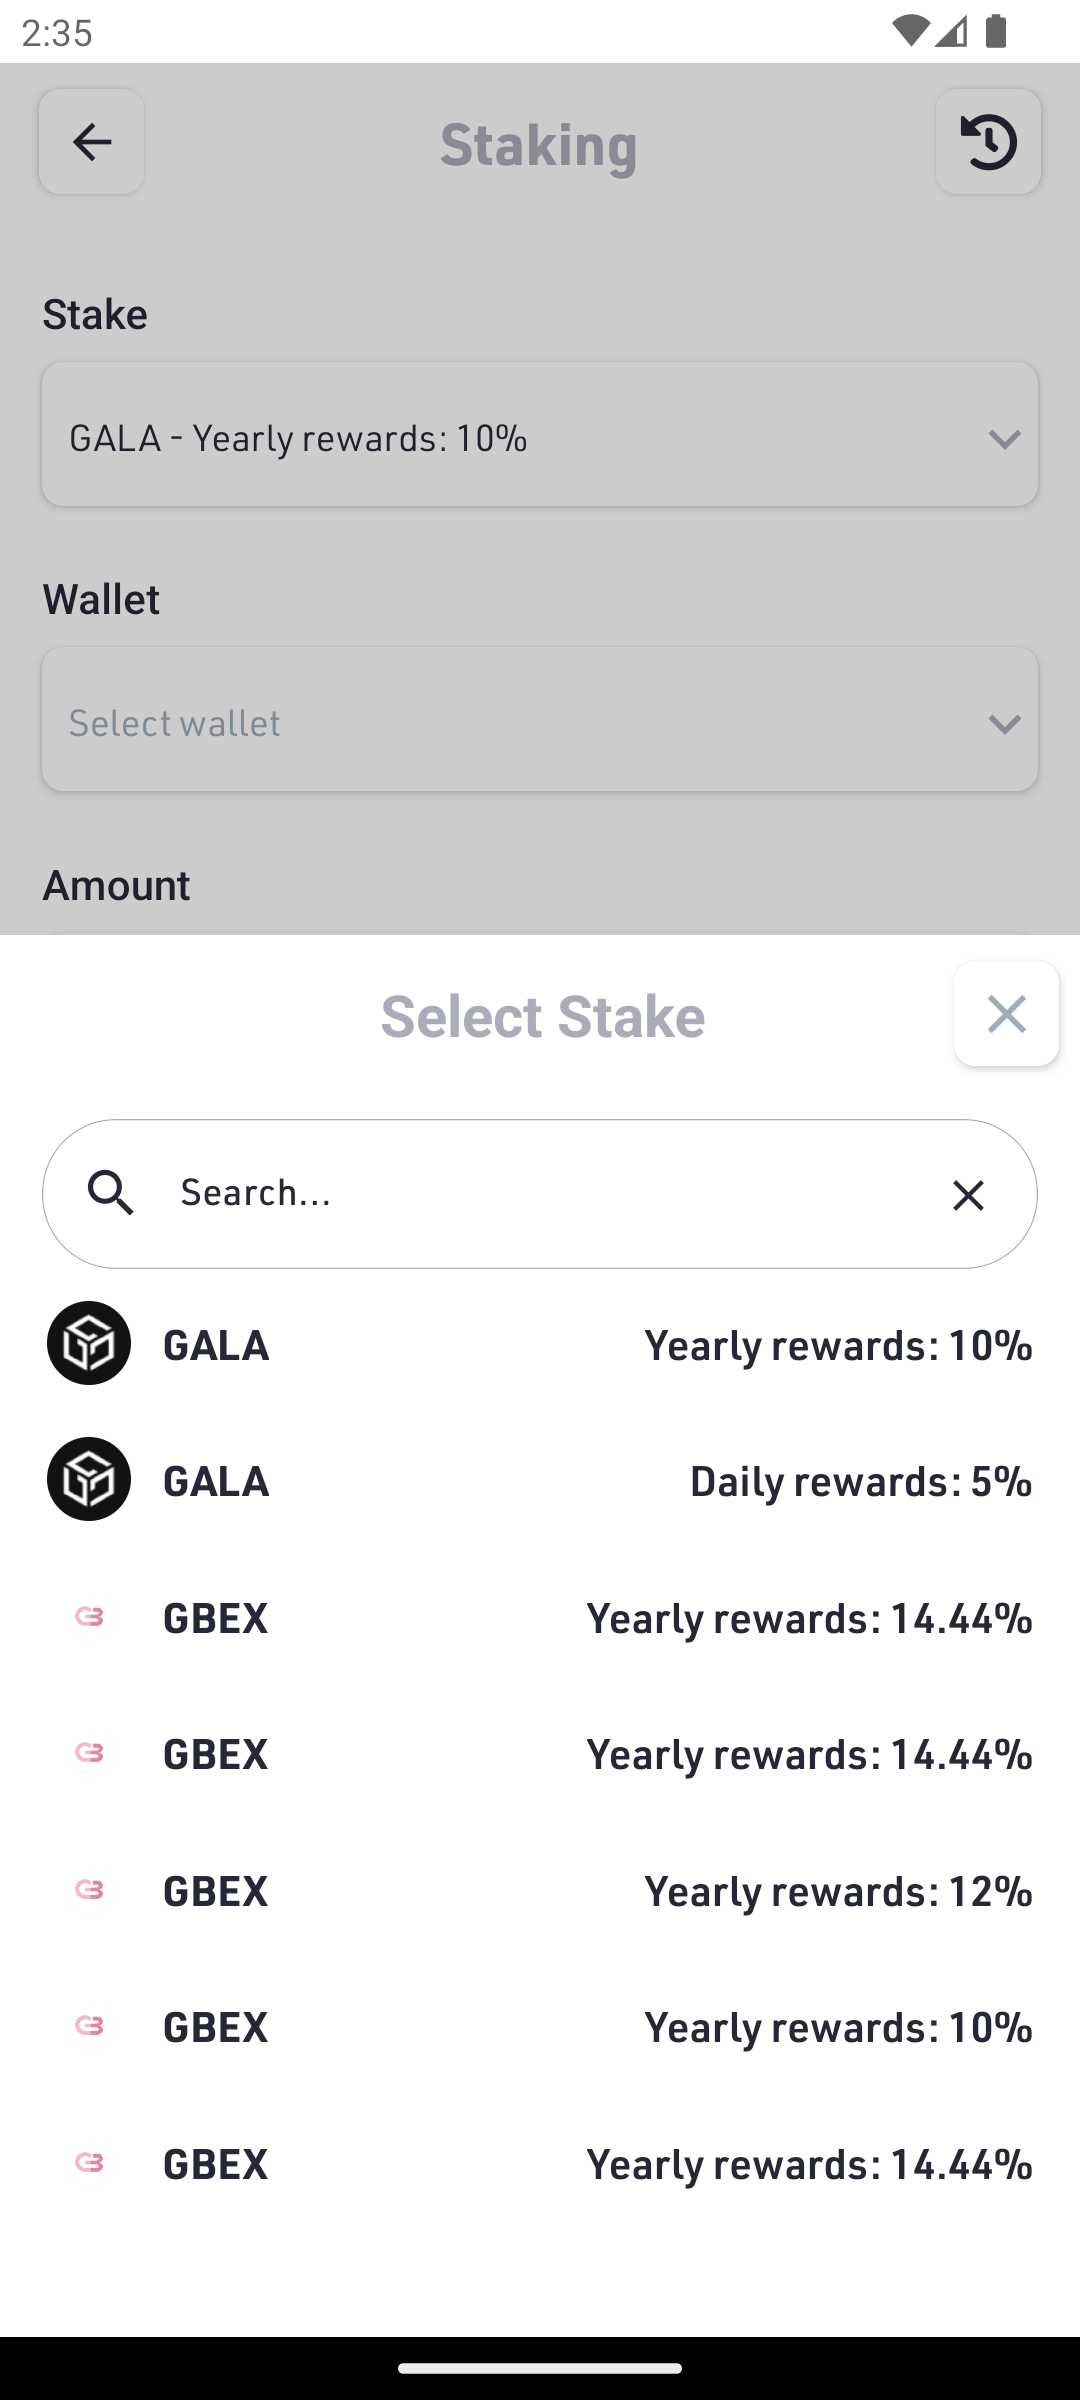 2:35
Staking
Stake
GALA - Yearly rewards: 10%
Wallet
Select wallet
Amount
Select Stake
Search...
GALA Yearly rewards: 10%
GALA Daily rewards: 5%
GBEX Yearly rewards: 14.44%
GBEX Yearly rewards: 14.44%
GBEX Yearly rewards: 12%
GBEX Yearly rewards: 10%
GBEX Yearly rewards: 14.44%